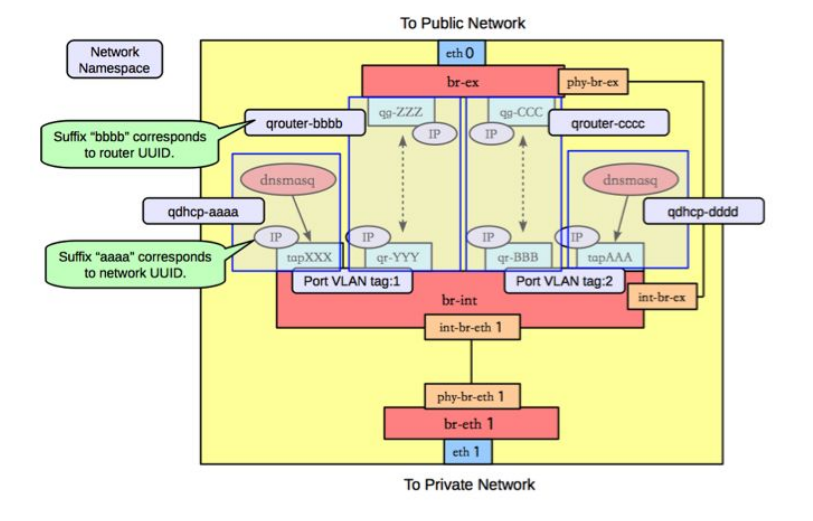 To Public Network
Network
Namespace
eth 0
br-ex
phy-br-ex
qg-ZZZ
qg-CCC
qrouter-bbbb
IP
IP
qrouter-cccc
Suffix “bbbb” corresponds
to router UUID.
dnsmasq
dnsmasq
qdhcp-aaaa
qdhcp-dddd
IP
IP
IP
IP
Suffix “aaaa” corresponds
to network UUID.
tapXXX
qr-YYY
qr-BBB
tapAAA
Port VLAN tag:1
Port VLAN tag:2
br-int
int-br-ex
int-br-eth 1
phy-br-eth 1
br-eth 1
eth 1
To Private Network